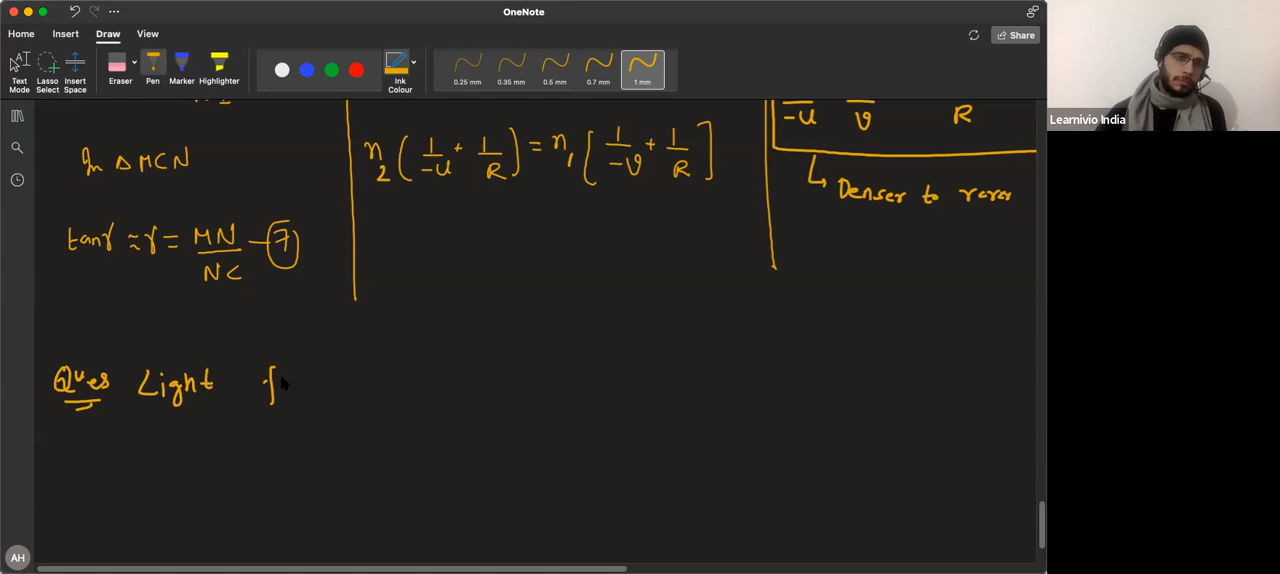 OneNote
Home Insert Draw View
Share
Text Mode
Lasso Select
Insert Space
Eraser
Pen
Marker
Highlighter
Ink Colour
0.25 mm
0.35 mm
0.5 mm
0.7 mm
1 mm
Learnivio India
In ΔMCN
tanγ ≈ γ = MN/NC —⑦
n₂ ( 1/-u + 1/R ) = n₁ [ 1/-v + 1/R ]
-u v R
↳ Denser to rarer
Ques Light f
AH